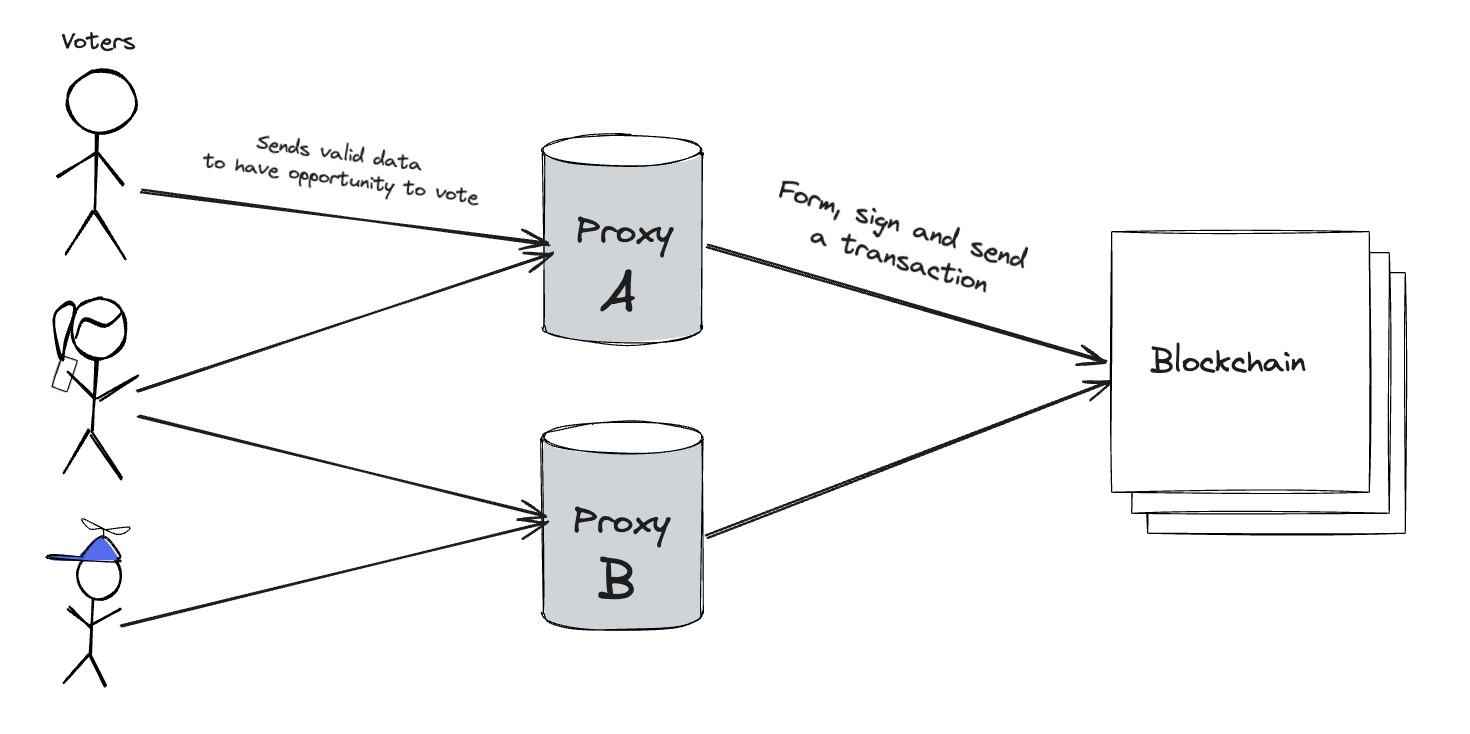 Voters
Sends valid data
to have opportunity to vote
Proxy
A
Form, sign and send
a transaction
Blockchain
Proxy
B